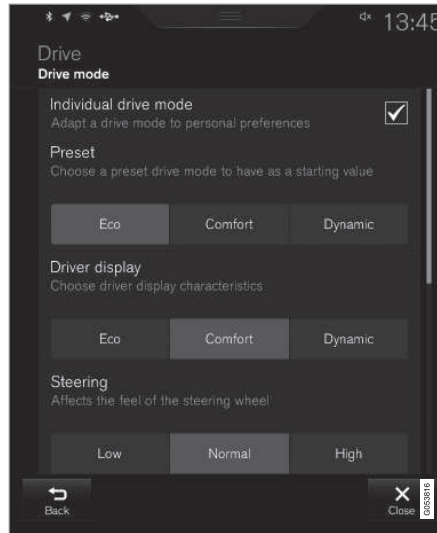 13:45
Drive
Drive mode
Individual drive mode
Adapt a drive mode to personal preferences
Preset
Choose a preset drive mode to have as a starting value
Eco Comfort Dynamic
Driver display
Choose driver display characteristics
Eco Comfort Dynamic
Steering
Affects the feel of the steering wheel
Low Normal High
Back
Close
G053816